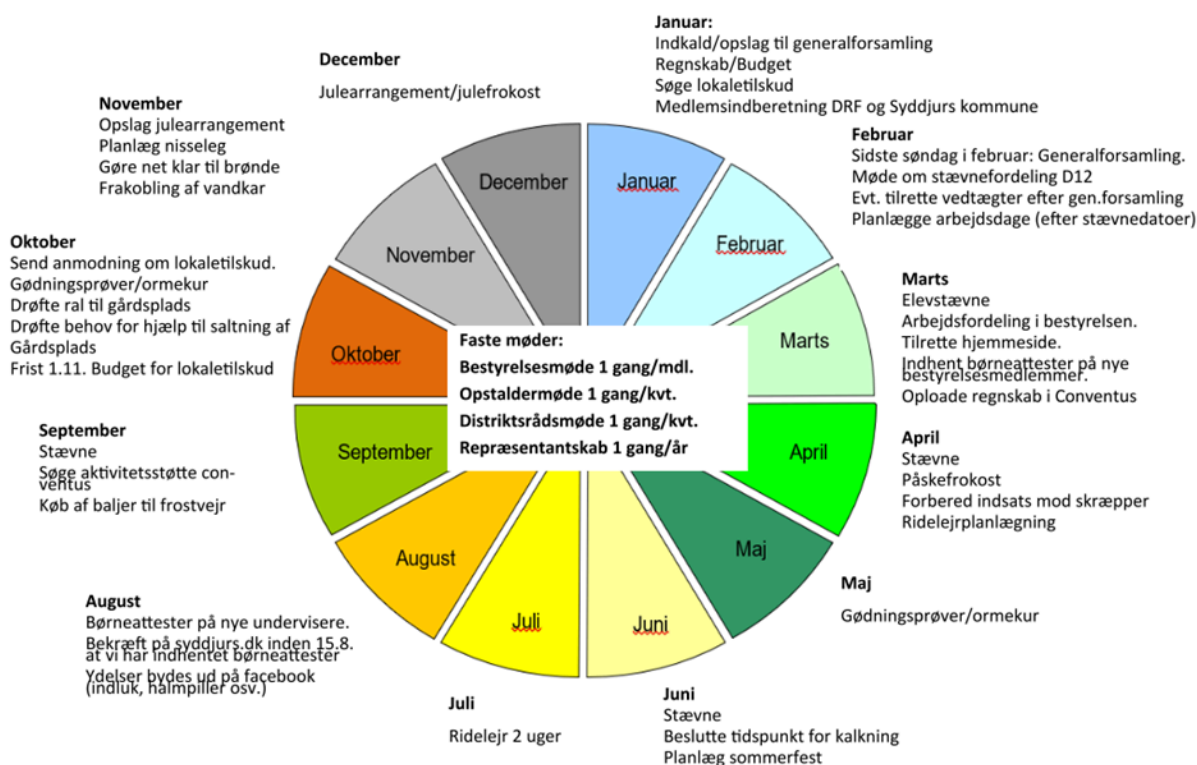 Januar:
Indkald/opslag til generalforsamling
Regnskab/Budget
Søge lokaletilskud
Medlemsindberetning DRF og Syddjurs kommune
Februar
Sidste søndag i februar: Generalforsamling.
Møde om stævnefordeling D12
Evt. tilrette vedtægter efter gen.forsamling
Planlægge arbejdsdage (efter stævnedatoer)
Marts
Elevstævne
Arbejdsfordeling i bestyrelsen.
Tilrette hjemmeside.
Indhent børneattester på nye
bestyrelsesmedlemmer.
Oploade regnskab i Conventus
April
Stævne
Påskefrokost
Forbered indsats mod skræpper
Ridelejrplanlægning
Maj
Gødningsprøver/ormekur
Juni
Stævne
Beslutte tidspunkt for kalkning
Planlæg sommerfest
Juli
Ridelejr 2 uger
August
Børneattester på nye undervisere.
Bekræft på syddjurs.dk inden 15.8.
at vi har indhentet børneattester
Ydelser bydes ud på facebook
(indluk, halmpiller osv.)
September
Stævne
Søge aktivitetsstøtte con-
ventus
Køb af baljer til frostvejr
Oktober
Send anmodning om lokaletilskud.
Gødningsprøver/ormekur
Drøfte ral til gårdsplads
Drøfte behov for hjælp til saltning af
Gårdsplads
Frist 1.11. Budget for lokaletilskud
November
Opslag julearrangement
Planlæg nisseleg
Gøre net klar til brønde
Frakobling af vandkar
December
Julearrangement/julefrokost
Januar
Februar
Marts
April
Maj
Juni
Juli
August
September
Oktober
November
December
Faste møder:
Bestyrelsesmøde 1 gang/mdl.
Opstaldermøde 1 gang/kvt.
Distriktsrådsmøde 1 gang/kvt.
Repræsentantskab 1 gang/år